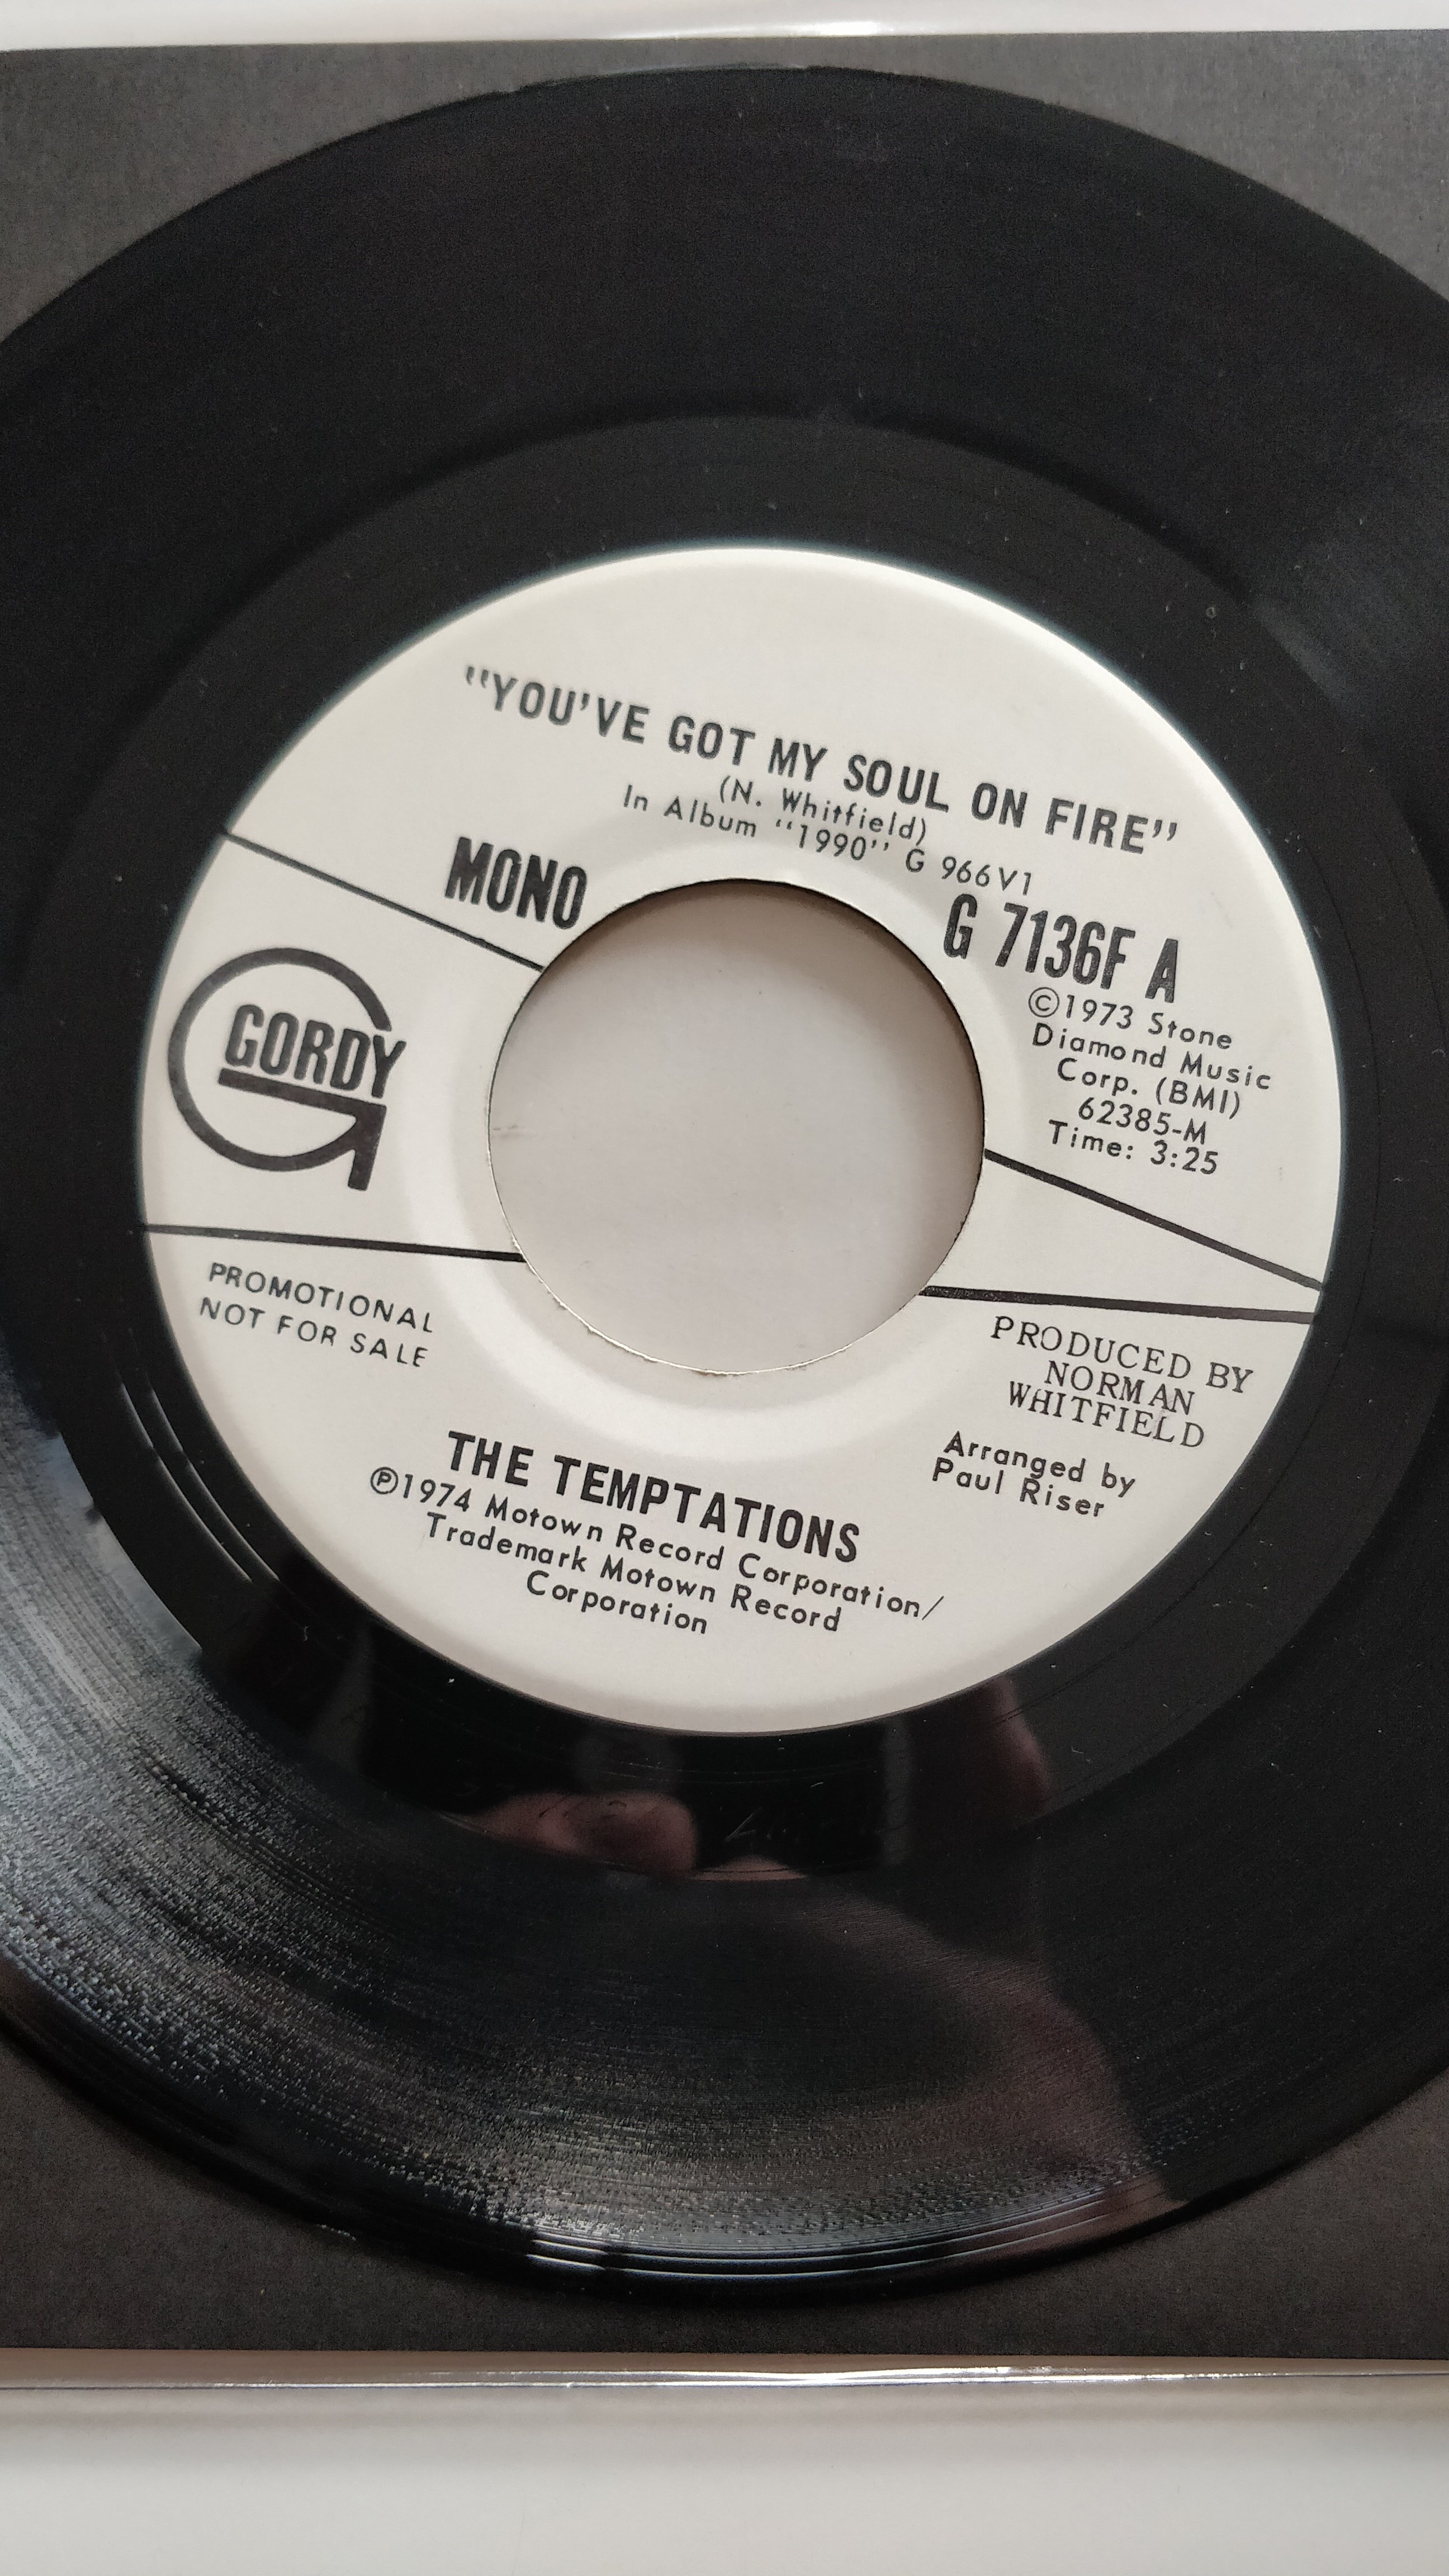 "YOU'VE GOT MY SOUL ON FIRE"
(N. Whitfield)
In Album "1990" G 966V1
MONO
G 7136F A
©1973 Stone
Diamond Music
Corp. (BMI)
62385-M
Time: 3:25
GORDY
PROMOTIONAL
NOT FOR SALE
PRODUCED BY
NORMAN
WHITFIELD
Arranged by
Paul Riser
THE TEMPTATIONS
℗1974 Motown Record Corporation/
Trademark Motown Record
Corporation